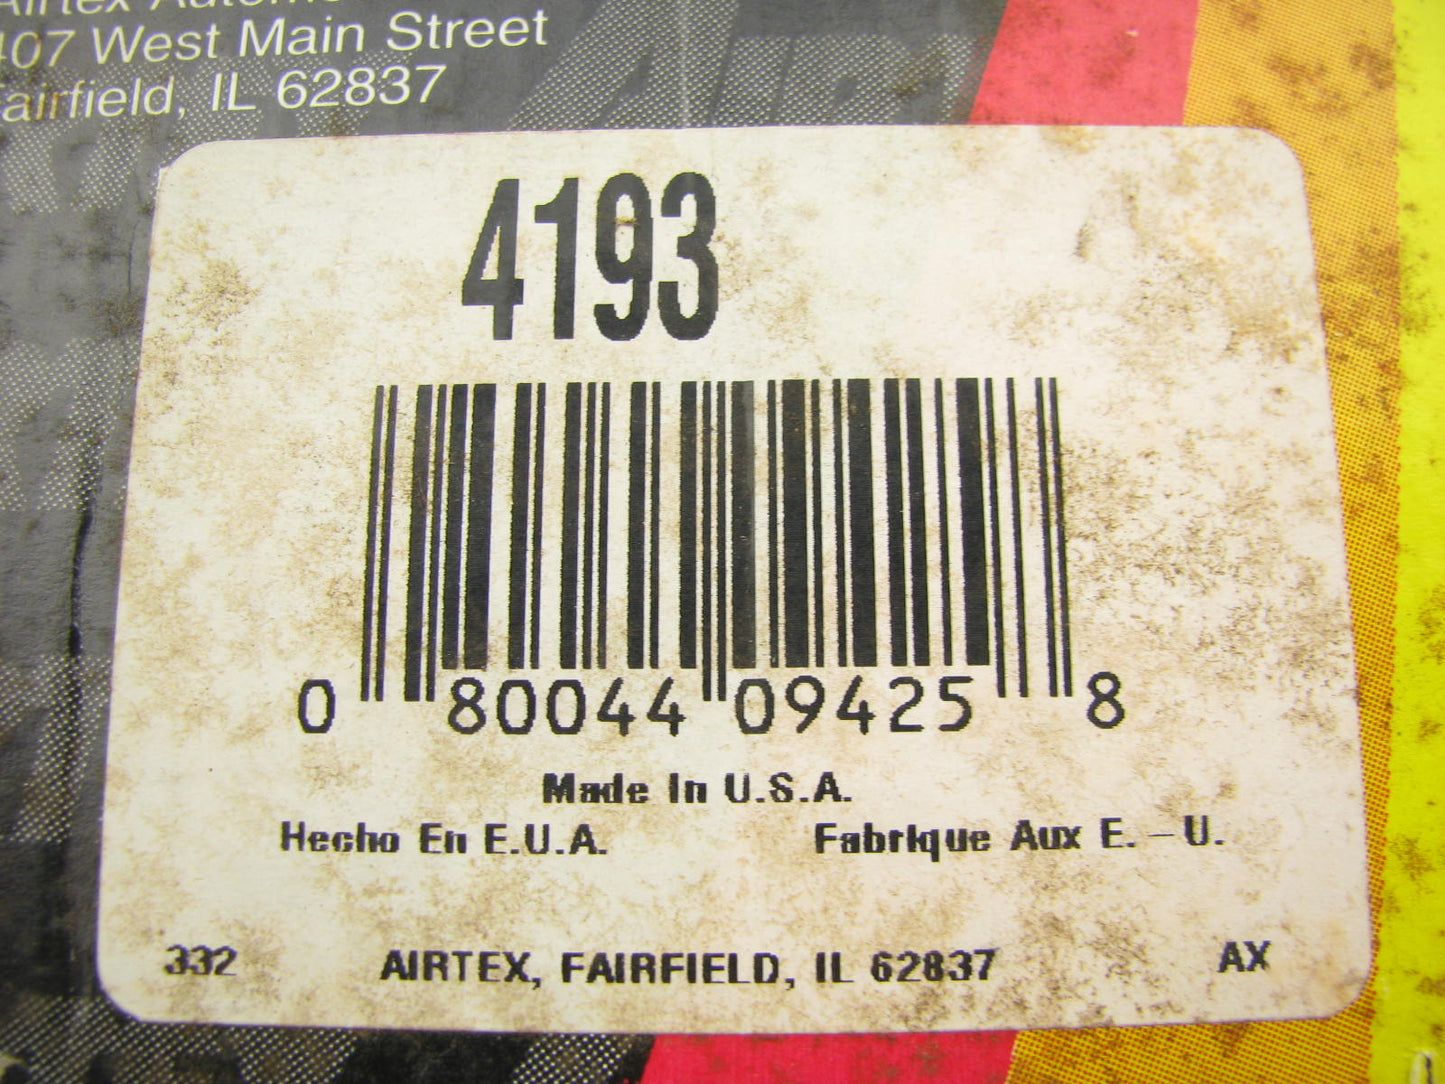 Airtex
407 West Main Street
Fairfield, IL 62837
4193
0 80044 09425 8
Made In U.S.A.
Hecho En E.U.A. Fabrique Aux E. - U.
332 AIRTEX, FAIRFIELD, IL 62837 AX